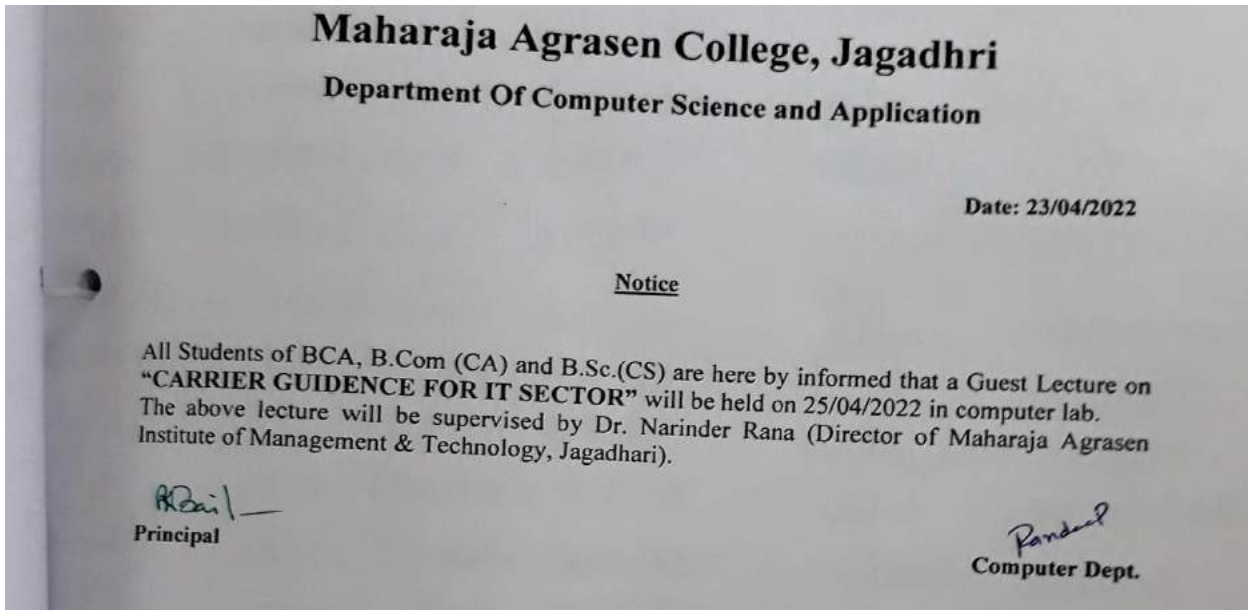 Maharaja Agrasen College, Jagadhri
Department Of Computer Science and Application
Date: 23/04/2022
Notice
All Students of BCA, B.Com (CA) and B.Sc.(CS) are here by informed that a Guest Lecture on
“CARRIER GUIDENCE FOR IT SECTOR” will be held on 25/04/2022 in computer lab.
The above lecture will be supervised by Dr. Narinder Rana (Director of Maharaja Agrasen
Institute of Management & Technology, Jagadhari).
Principal
Computer Dept.